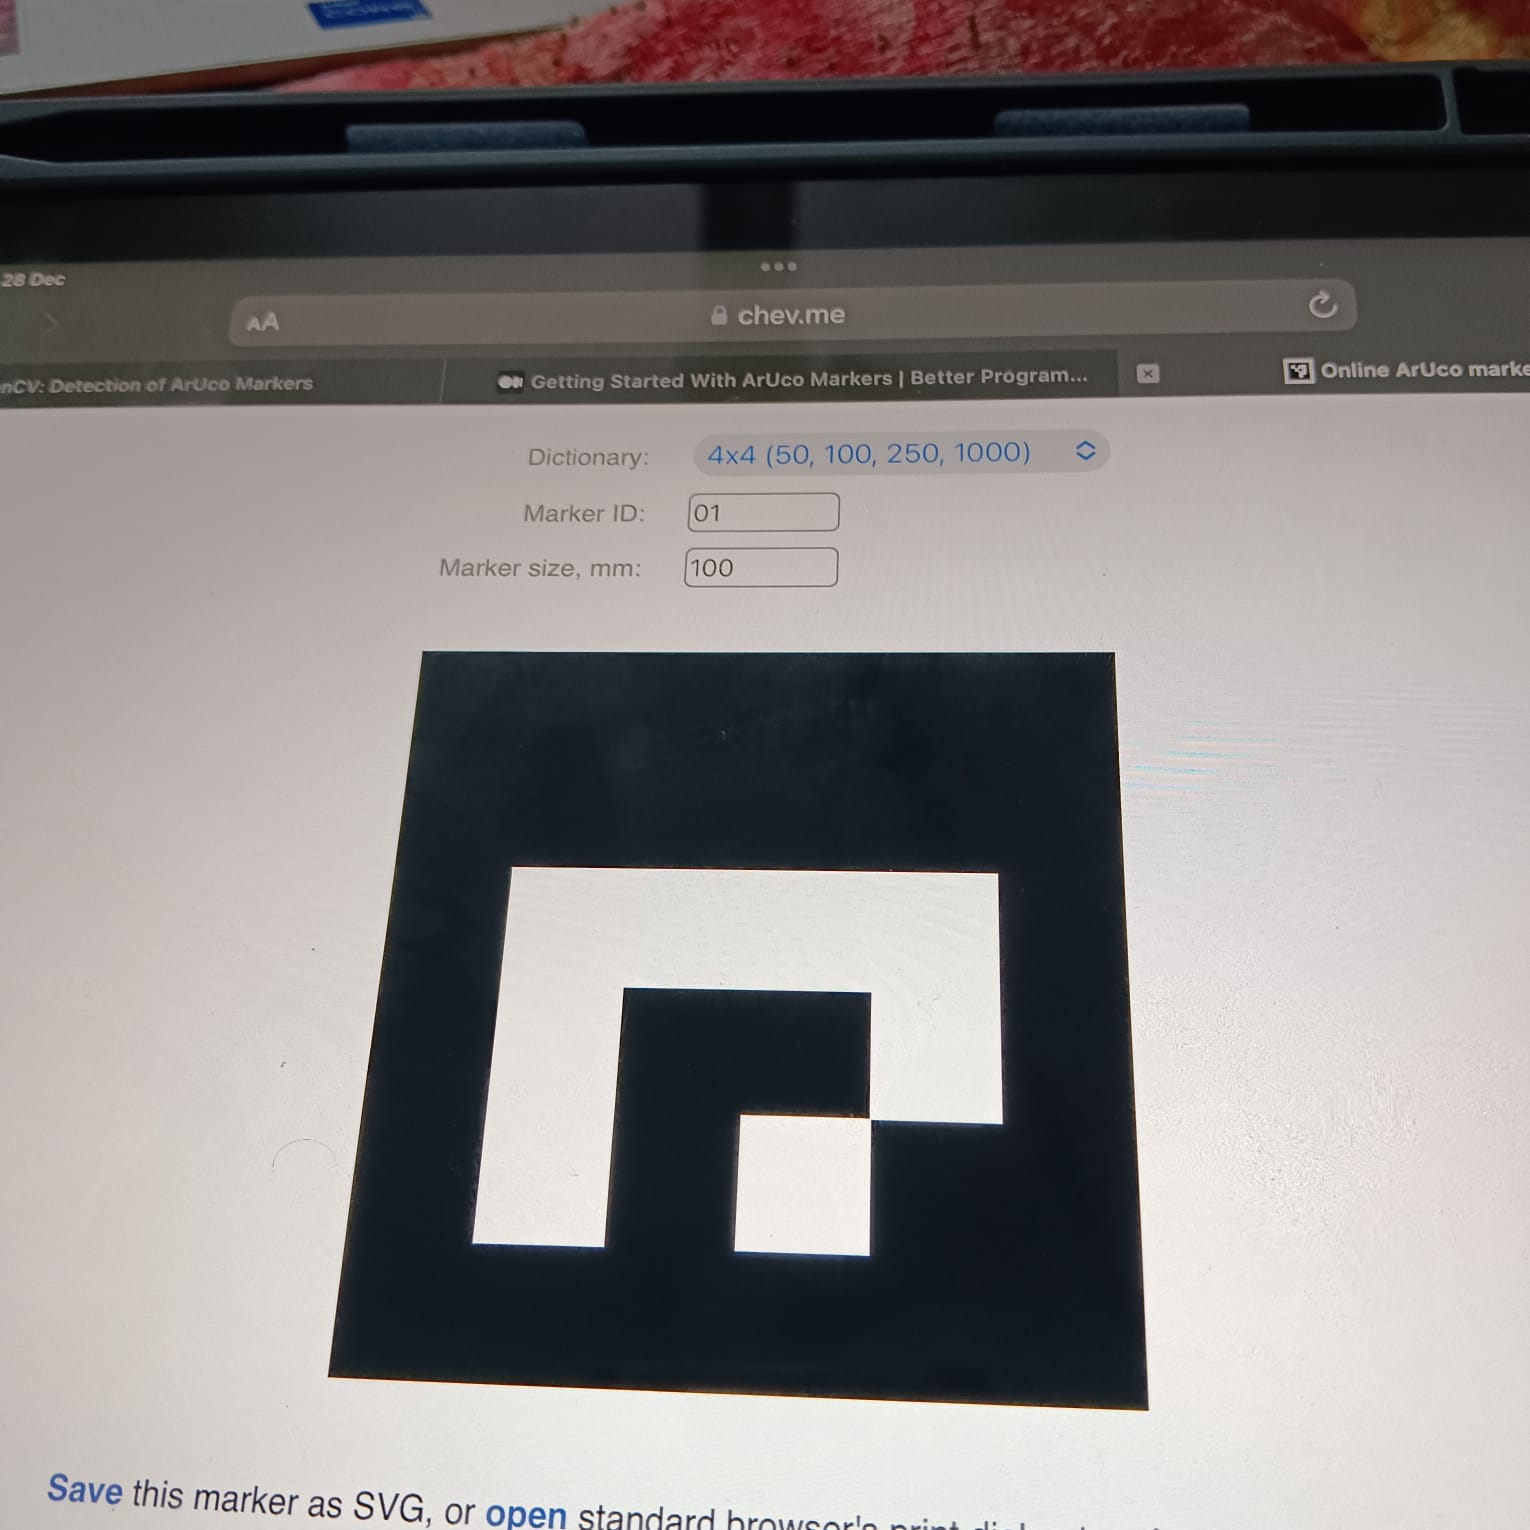 28 Dec
AA
chev.me
nCV: Detection of ArUco Markers
Getting Started With ArUco Markers | Better Program...
Online ArUco marke
Dictionary: 4x4 (50, 100, 250, 1000)
Marker ID: 01
Marker size, mm: 100
Save this marker as SVG, or open standard browser's print